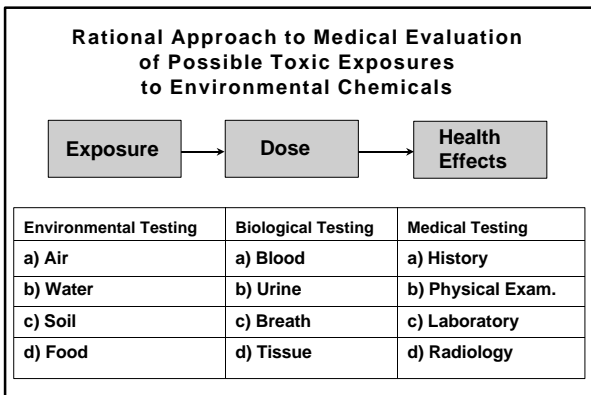 Rational Approach to Medical Evaluation
of Possible Toxic Exposures
to Environmental Chemicals
Exposure
Dose
Health
Effects
Environmental Testing Biological Testing Medical Testing
a) Air a) Blood a) History
b) Water b) Urine b) Physical Exam.
c) Soil c) Breath c) Laboratory
d) Food d) Tissue d) Radiology